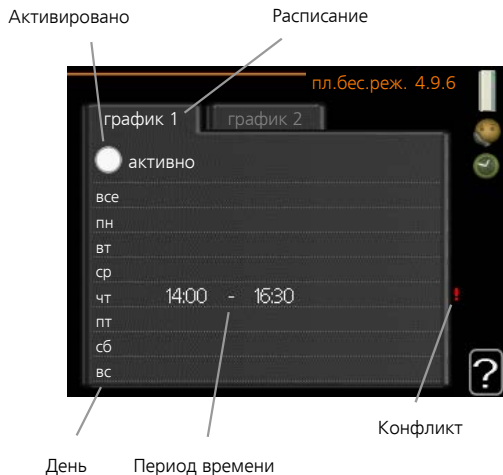 Активировано
Расписание
пл.бес.реж. 4.9.6
график 1
график 2
активно
все
пн
вт
ср
чт 14:00 - 16:30 !
пт
сб
вс
?
Конфликт
День
Период времени